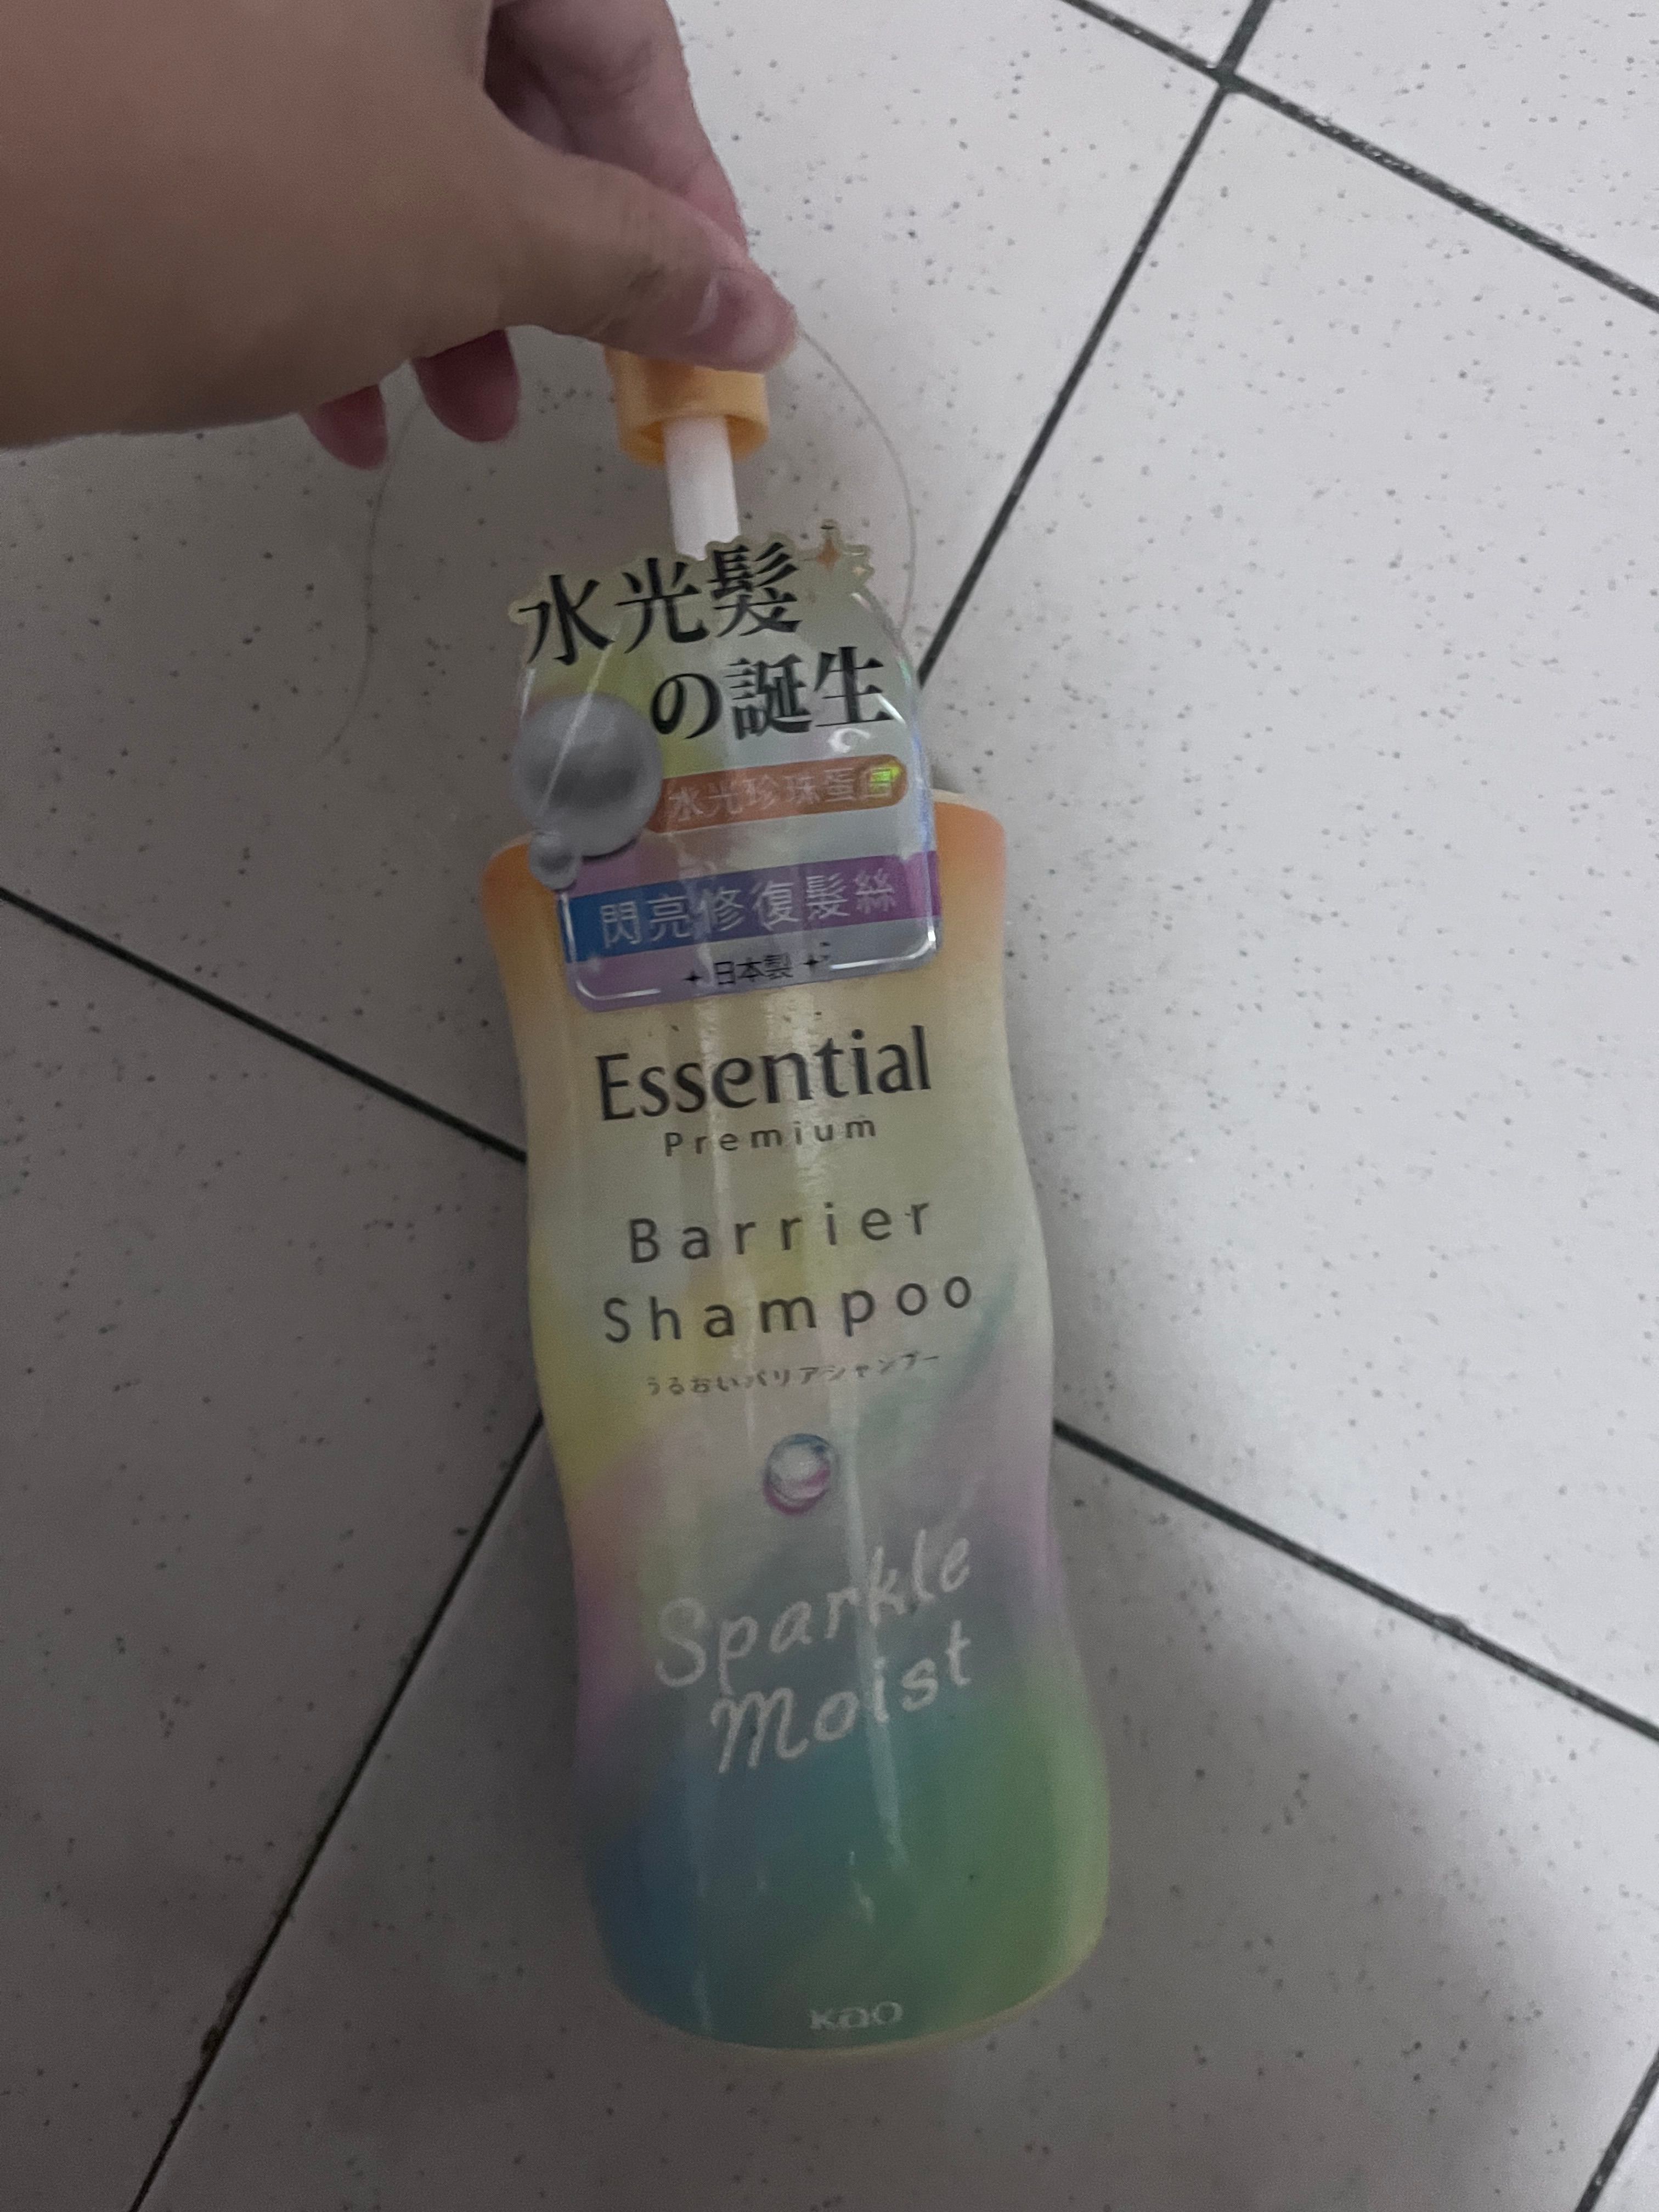 水光髮
の誕生
水光珍珠蛋白
閃亮修復髮絲
日本製
Essential
Premium
Barrier
Shampoo
うるおいバリアシャンプー
Sparkle
Moist
Kao